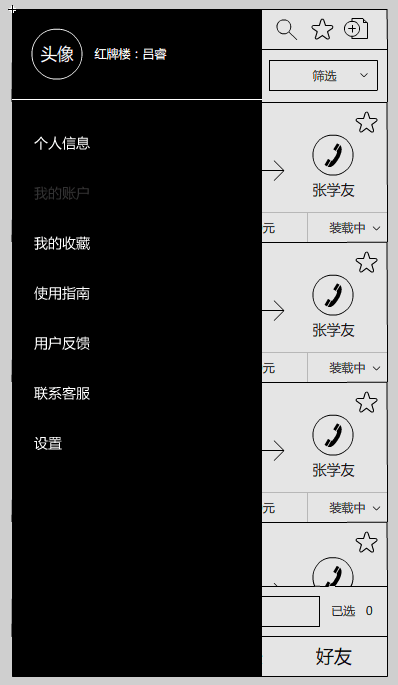 头像
红牌楼：吕睿
筛选
个人信息
我的账户
我的收藏
使用指南
用户反馈
联系客服
设置
张学友
元
装载中
张学友
元
装载中
张学友
元
装载中
已选 0
好友